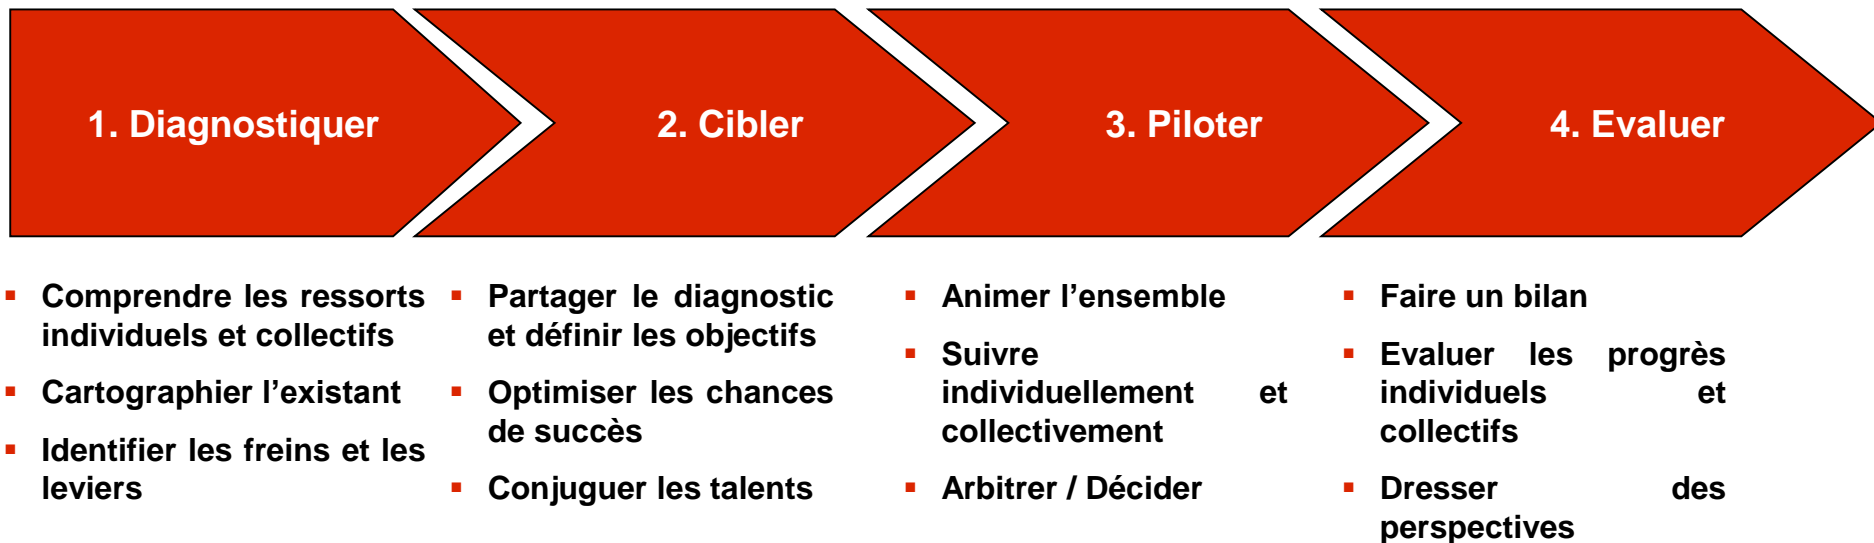 1. Diagnostiquer
2. Cibler
3. Piloter
4. Evaluer
Comprendre les ressorts
individuels et collectifs
Cartographier l’existant
Identifier les freins et les
leviers
Partager le diagnostic
et définir les objectifs
Optimiser les chances
de succès
Conjuguer les talents
Animer l’ensemble
Suivre
individuellement et
collectivement
Arbitrer / Décider
Faire un bilan
Evaluer les progrès
individuels et
collectifs
Dresser des
perspectives